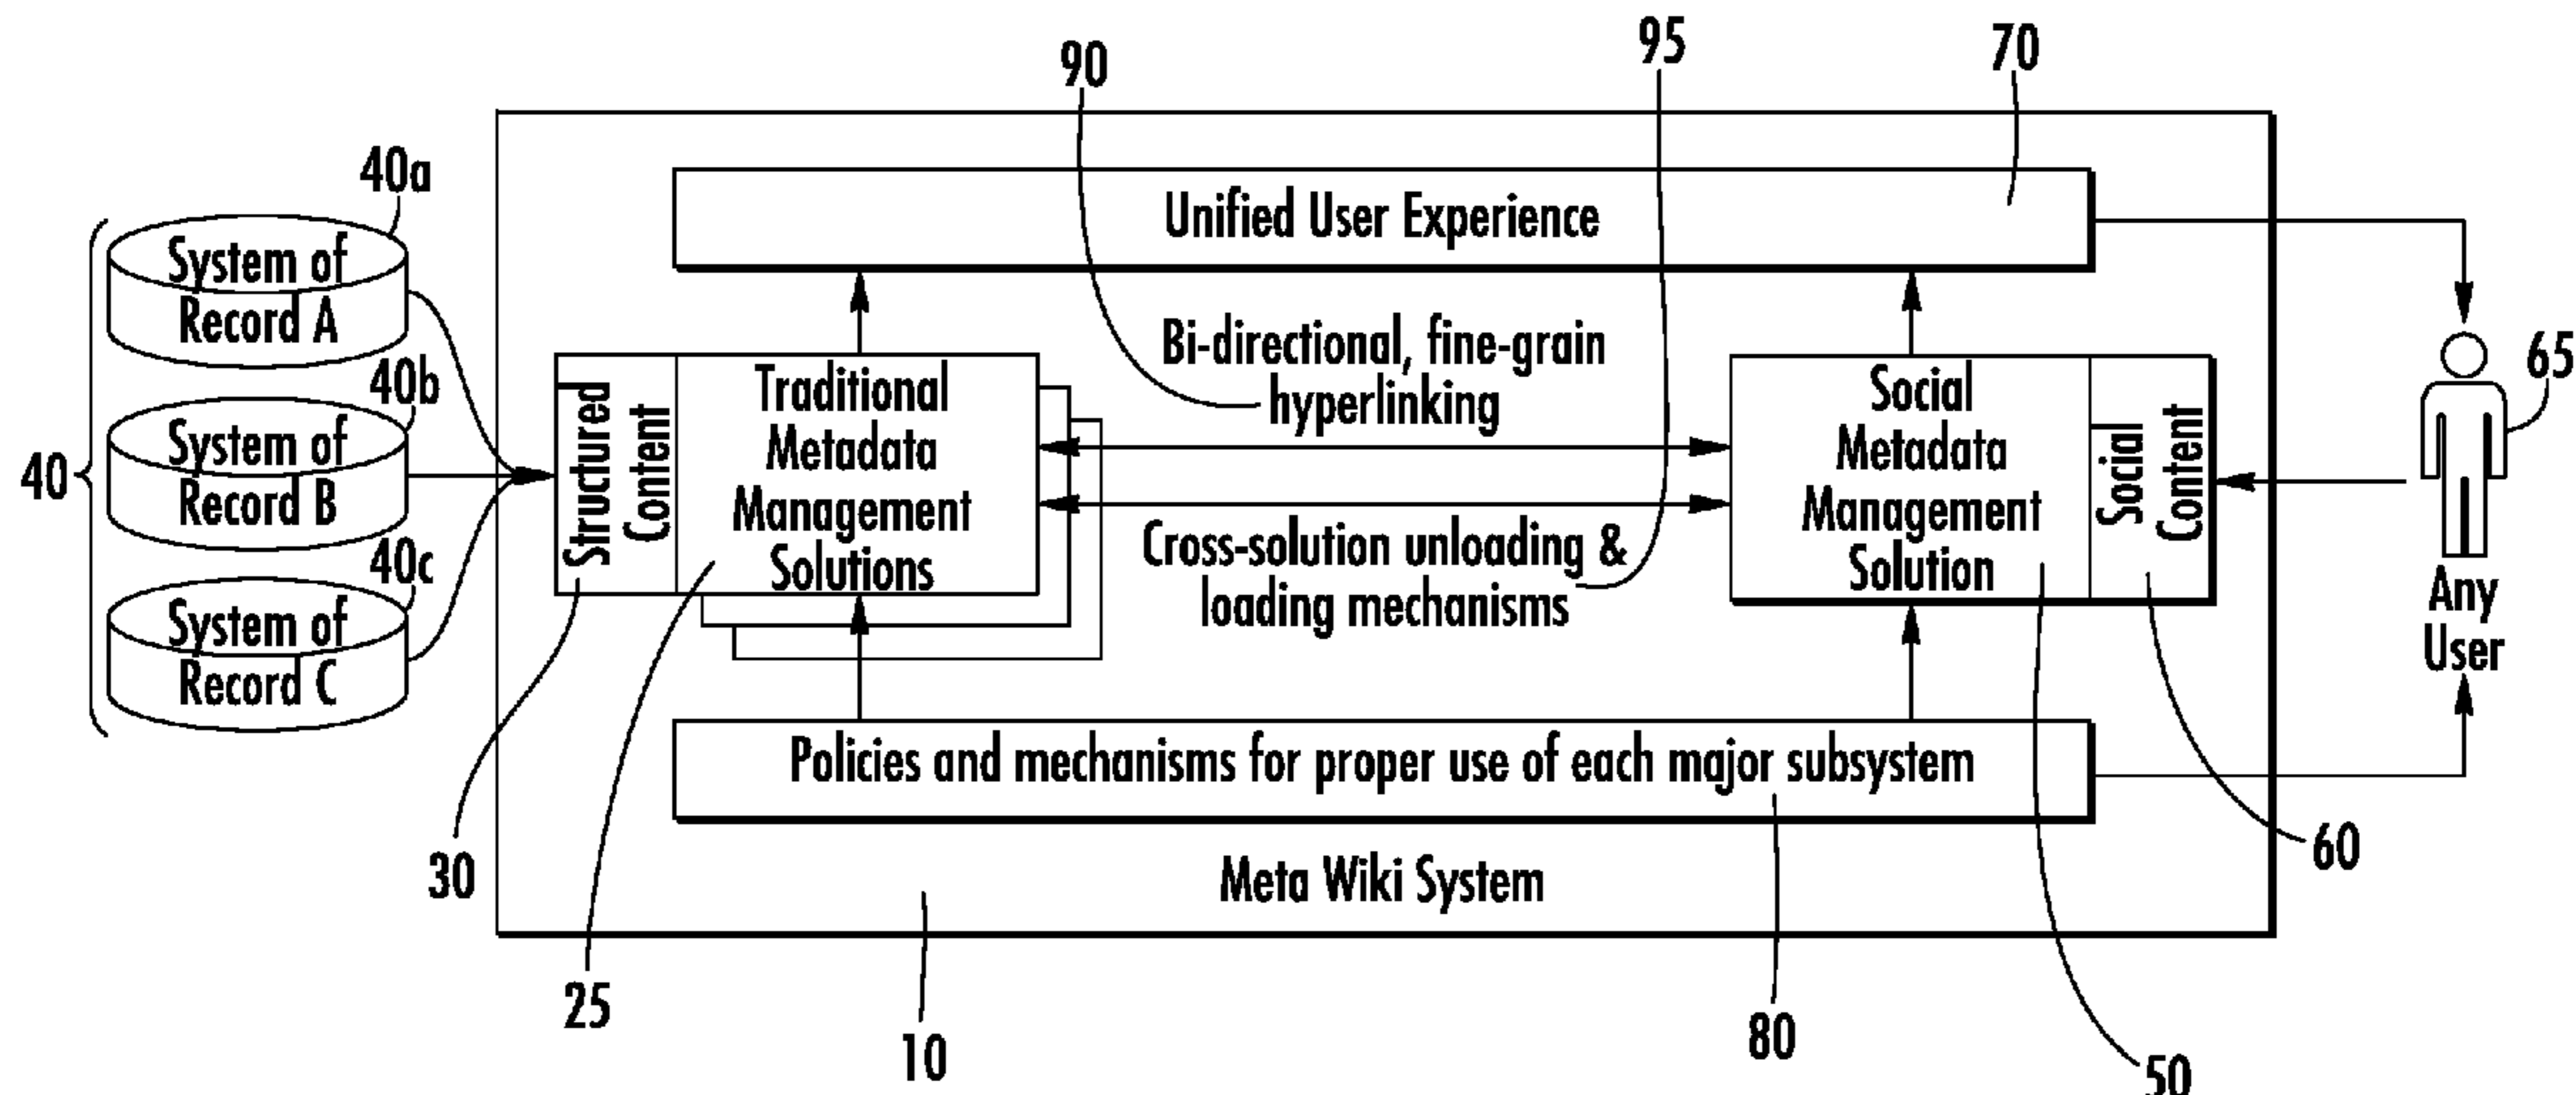 90
95
70
40a
Unified User Experience
System of
Record A
40b
System of
Record B
40
40c
System of
Record C
Structured
Content
Traditional
Metadata
Management
Solutions
Bi-directional, fine-grain
hyperlinking
Cross-solution unloading &
loading mechanisms
Social
Metadata
Management
Solution
Social
Content
65
Any
User
Policies and mechanisms for proper use of each major subsystem
30
Meta Wiki System
60
25
10
80
50